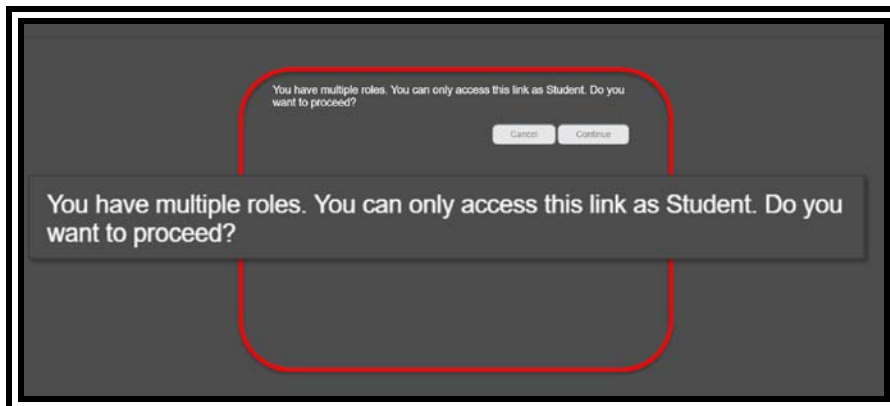 You have multiple roles. You can only access this link as Student. Do you
want to proceed?
Cancel
Continue
You have multiple roles. You can only access this link as Student. Do you
want to proceed?